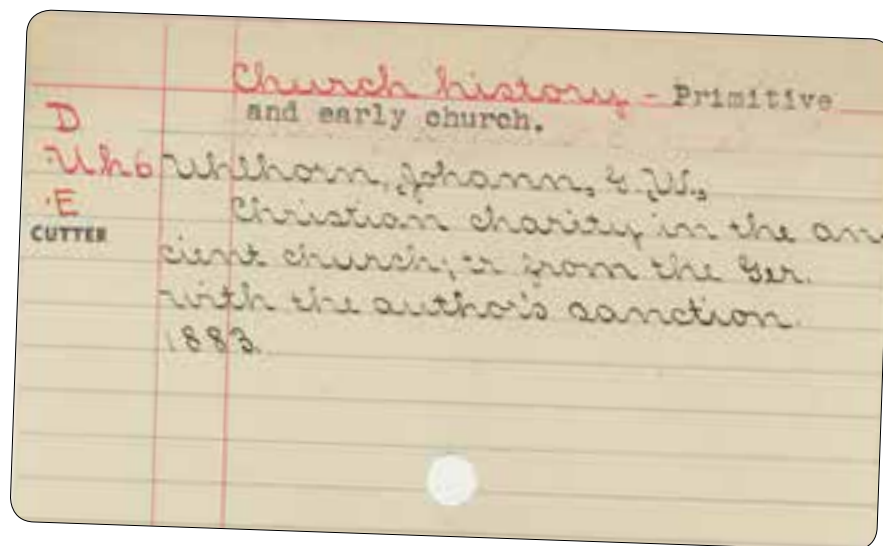 Church history - Primitive
and early church.
D
Uh6 Uhlhorn, Johann, G. W.,
.E Christian charity in the an
CUTTER
cient church; tr from the Ger.
with the author's sanction.
1883.